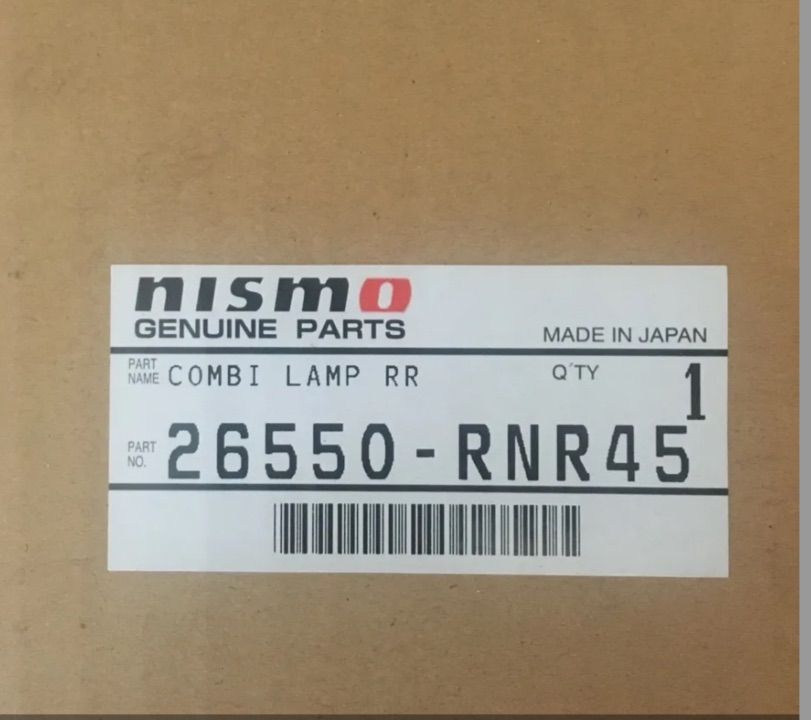 nismo
GENUINE PARTS
MADE IN JAPAN
PART NAME COMBI LAMP RR
Q'TY 1
PART NO. 26550-RNR45